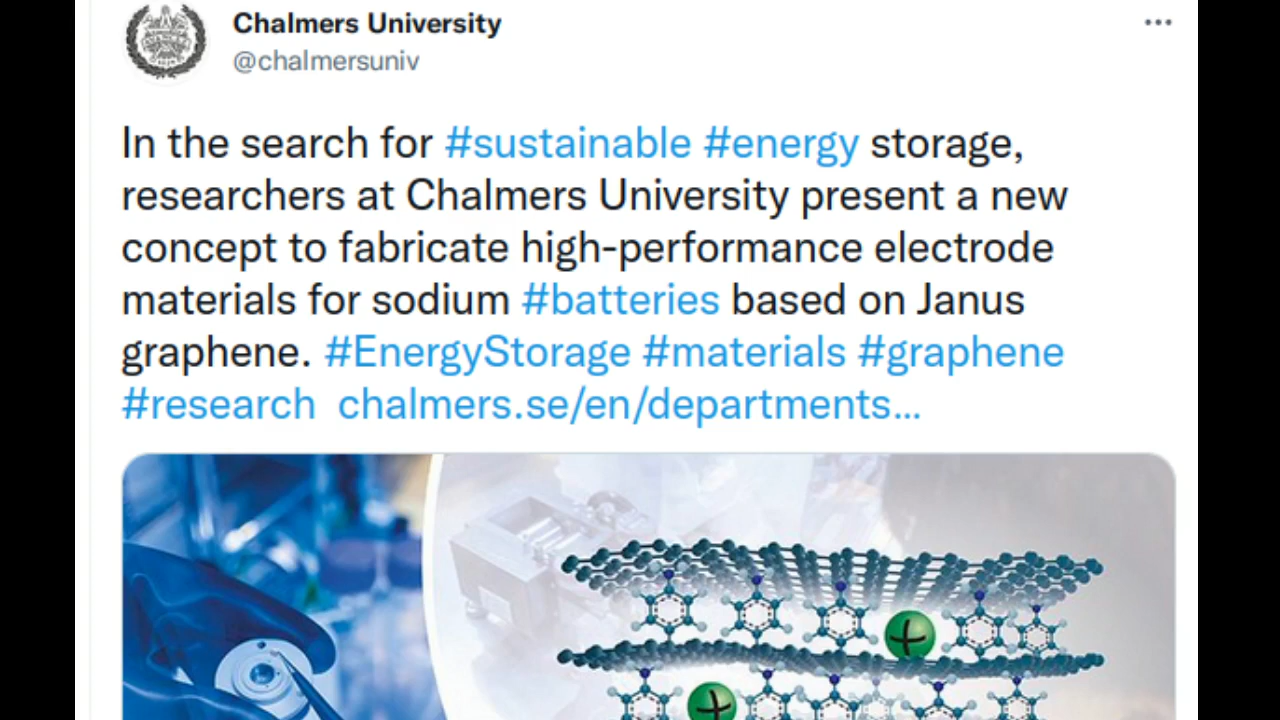 Chalmers University
@chalmersuniv
In the search for #sustainable #energy storage,
researchers at Chalmers University present a new
concept to fabricate high-performance electrode
materials for sodium #batteries based on Janus
graphene. #EnergyStorage #materials #graphene
#research chalmers.se/en/departments...